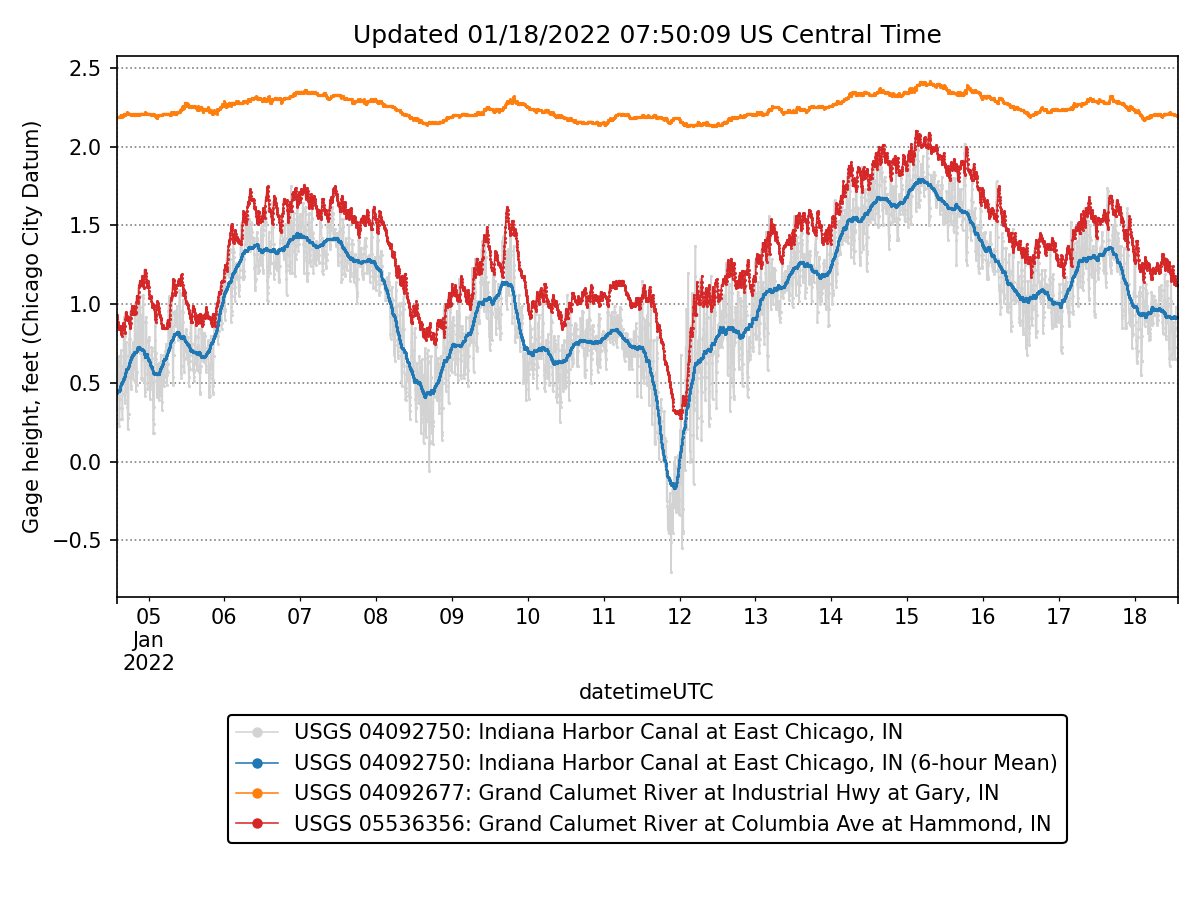 Updated 01/18/2022 07:50:09 US Central Time
Gage height, feet (Chicago City Datum)
2.5
2.0
1.5
1.0
0.5
0.0
−0.5
05 06 07 08 09 10 11 12 13 14 15 16 17 18
Jan
2022
datetimeUTC
USGS 04092750: Indiana Harbor Canal at East Chicago, IN
USGS 04092750: Indiana Harbor Canal at East Chicago, IN (6-hour Mean)
USGS 04092677: Grand Calumet River at Industrial Hwy at Gary, IN
USGS 05536356: Grand Calumet River at Columbia Ave at Hammond, IN